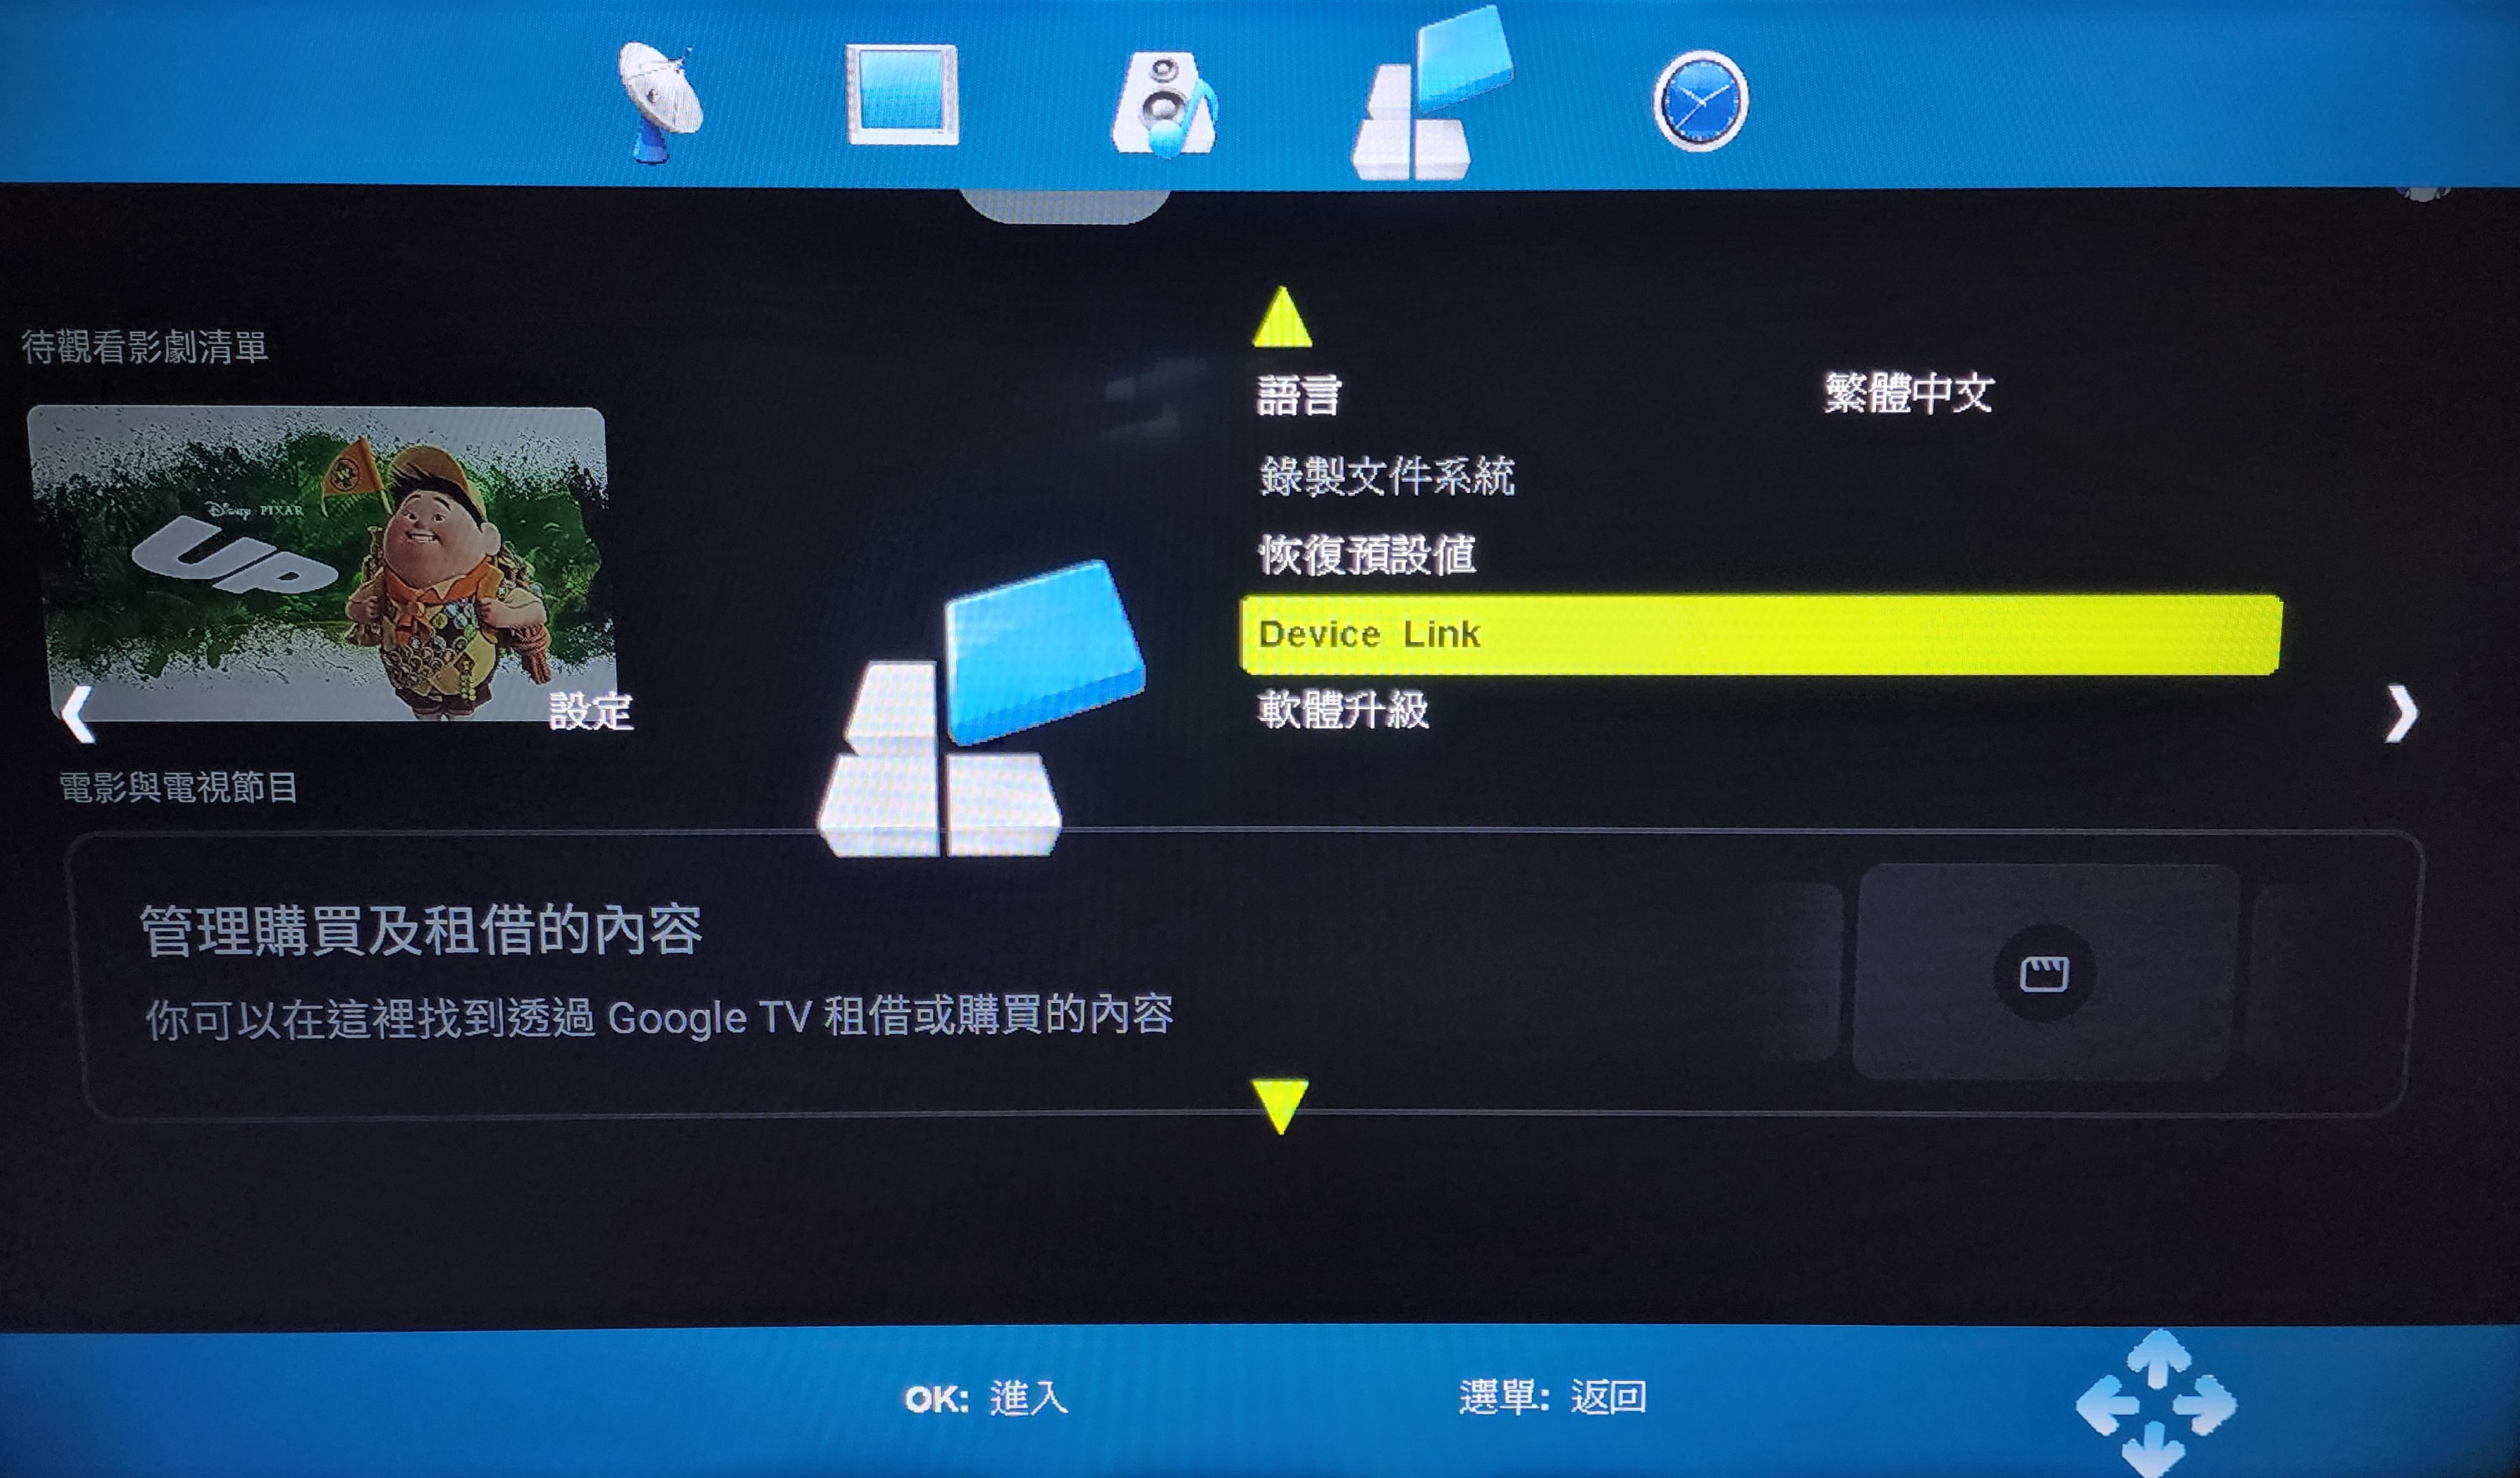 待觀看影劇清單
Disney PIXAR
UP
設定
電影與電視節目
語言 繁體中文
錄製文件系統
恢復預設值
Device Link
軟體升級
管理購買及租借的內容
你可以在這裡找到透過 Google TV 租借或購買的內容
OK: 進入
選單: 返回